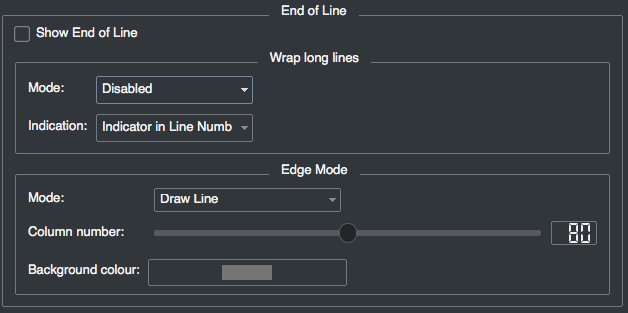 End of Line
Show End of Line
Wrap long lines
Mode: Disabled
Indication: Indicator in Line Numb
Edge Mode
Mode: Draw Line
Column number: 80
Background colour: